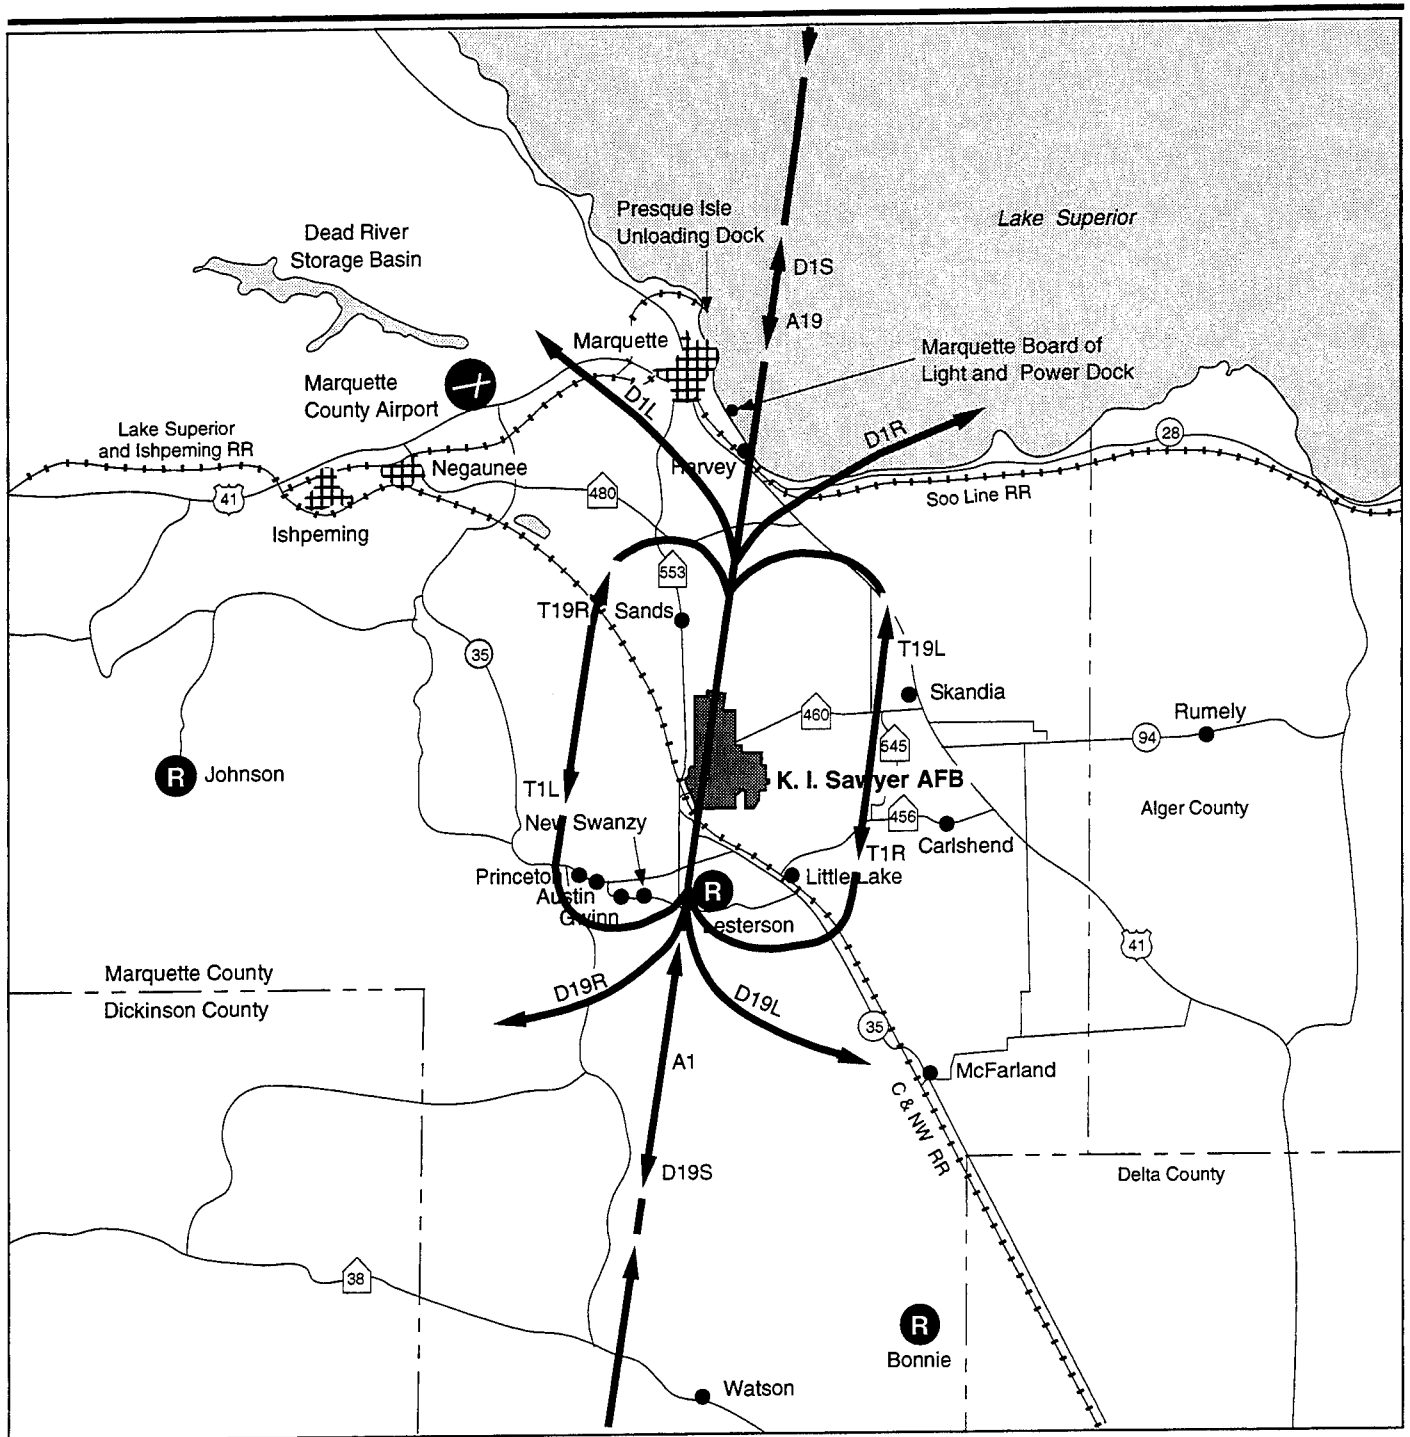 Lake Superior
Presque Isle
Unloading Dock
Dead River
Storage Basin
D1S
A19
Marquette
Marquette Board of
Light and Power Dock
Marquette
County Airport
D1L
D1R
28
Lake Superior
and Ishpeming RR
Negaunee
Harvey
41
480
Soo Line RR
Ishpeming
553
T19R
Sands
35
T19L
Skandia
460
Rumely
94
545
R
Johnson
K. I. Sawyer AFB
T1L
456
Alger County
New Swanzy
Carlshend
T1R
Princeton
R
Little Lake
Austin
Gwinn
Lesterson
41
Marquette County
Dickinson County
D19R
D19L
35
A1
McFarland
C & NW RR
D19S
Delta County
38
R
Bonnie
Watson